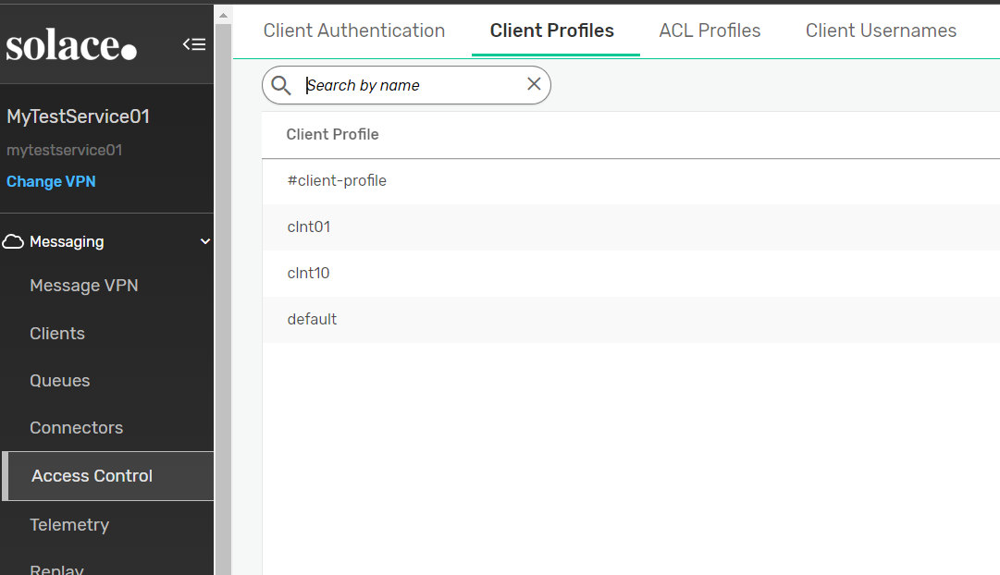 solace.
MyTestService01
mytestservice01
Change VPN
Messaging
Message VPN
Clients
Queues
Connectors
Access Control
Telemetry
Replay
Client Authentication
Client Profiles
ACL Profiles
Client Usernames
Search by name
Client Profile
#client-profile
clnt01
clnt10
default